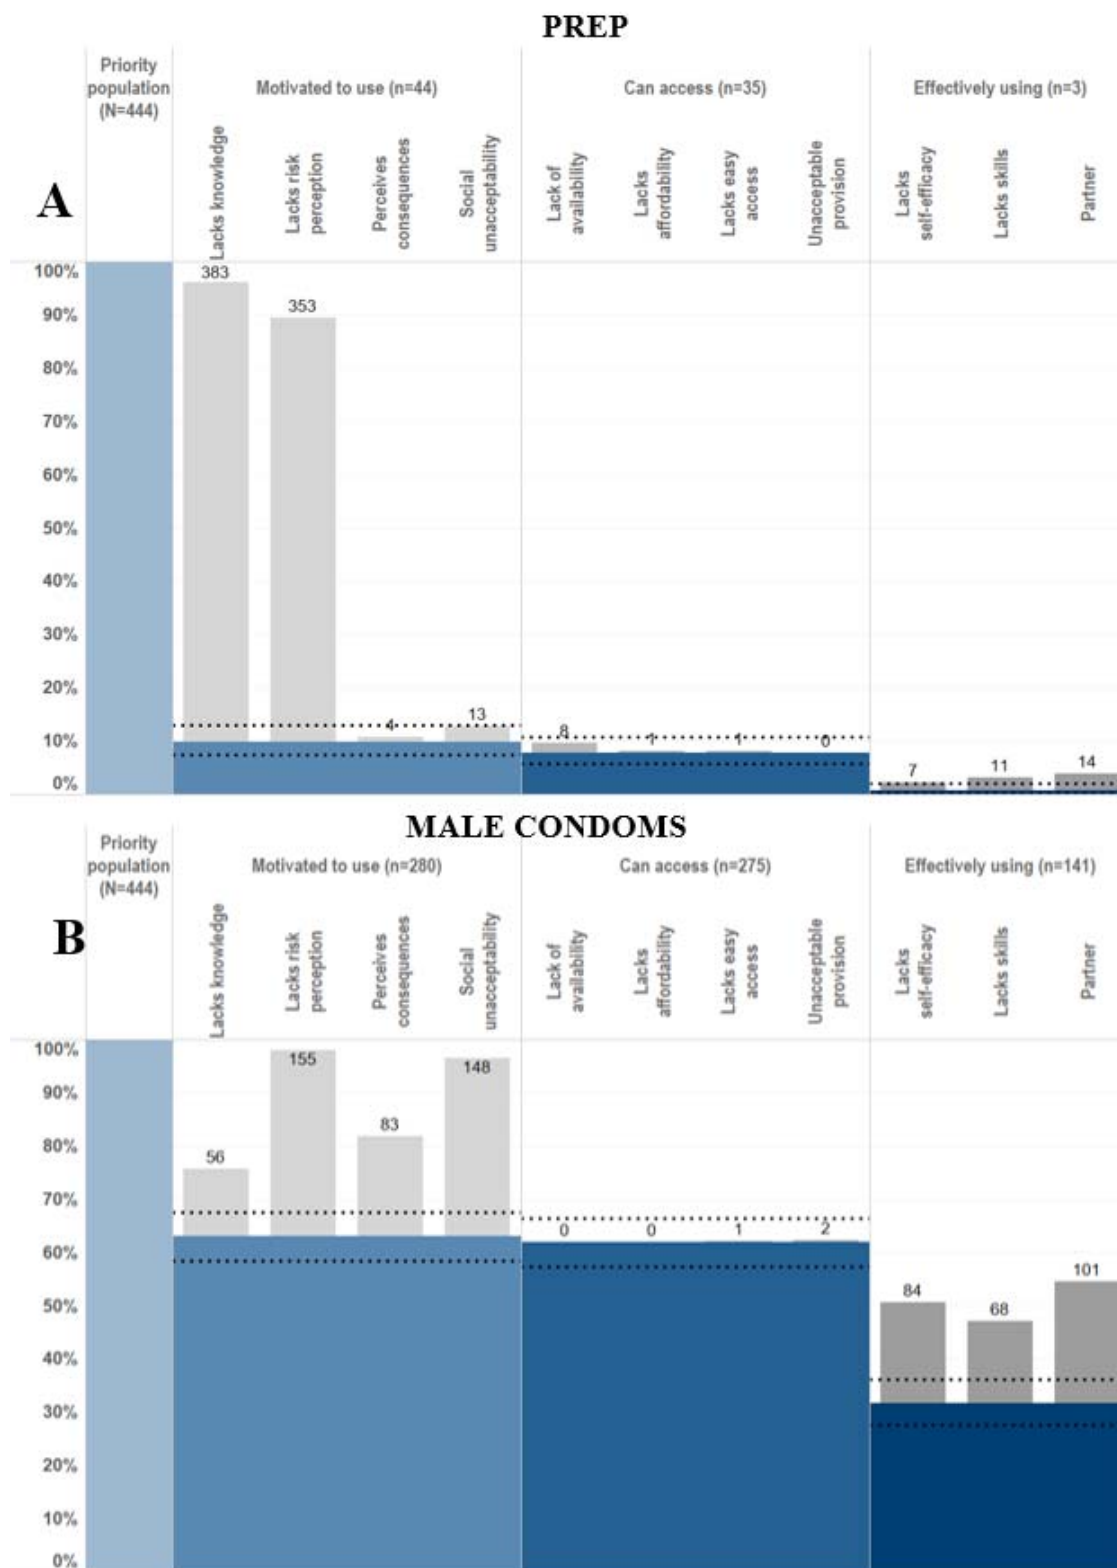 PREP
Priority
population
(N=444)
Motivated to use (n=44)
Can access (n=35)
Effectively using (n=3)
A
Lacks knowledge
Lacks risk
perception
Perceives
consequences
Social
unacceptability
Lack of
availability
Lacks
affordability
Lacks easy
access
Unacceptable
provision
Lacks
self-efficacy
Lacks skills
Partner
100%
90%
80%
70%
60%
50%
40%
30%
20%
10%
0%
383
353
4
13
8
1
1
0
7
11
14
MALE CONDOMS
Priority
population
(N=444)
Motivated to use (n=280)
Can access (n=275)
Effectively using (n=141)
B
Lacks knowledge
Lacks risk
perception
Perceives
consequences
Social
unacceptability
Lack of
availability
Lacks
affordability
Lacks easy
access
Unacceptable
provision
Lacks
self-efficacy
Lacks skills
Partner
100%
90%
80%
70%
60%
50%
40%
30%
20%
10%
0%
56
155
83
148
0
0
1
2
84
68
101